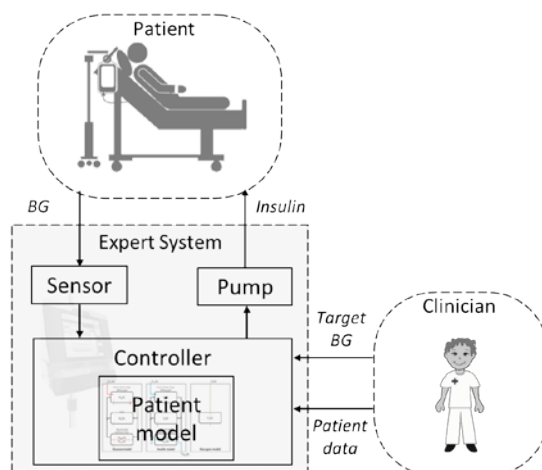 Patient
BG
Insulin
Expert System
Sensor
Pump
Clinician
Target
BG
Controller
Patient
model
Patient
data